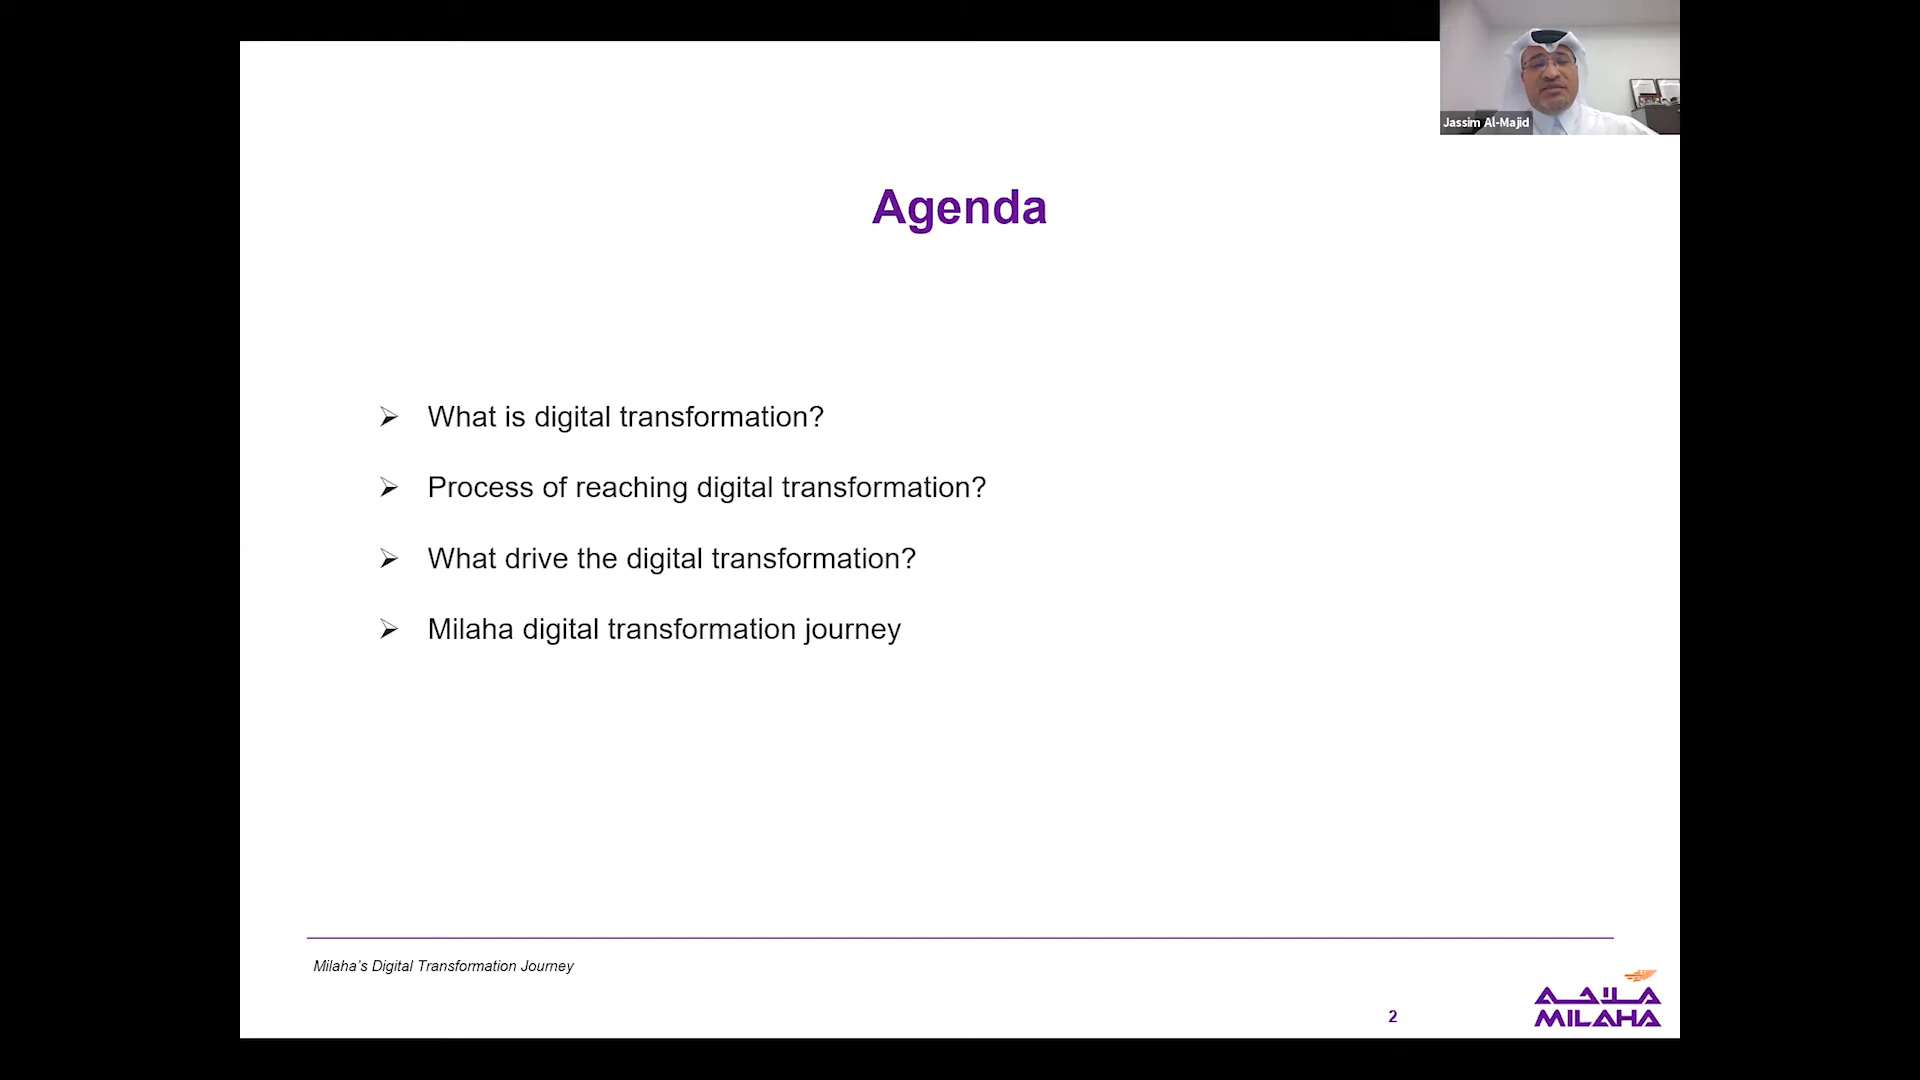 Jassim Al-Majid
Agenda
What is digital transformation?
Process of reaching digital transformation?
What drive the digital transformation?
Milaha digital transformation journey
Milaha’s Digital Transformation Journey
2
ملاحة
MILAHA